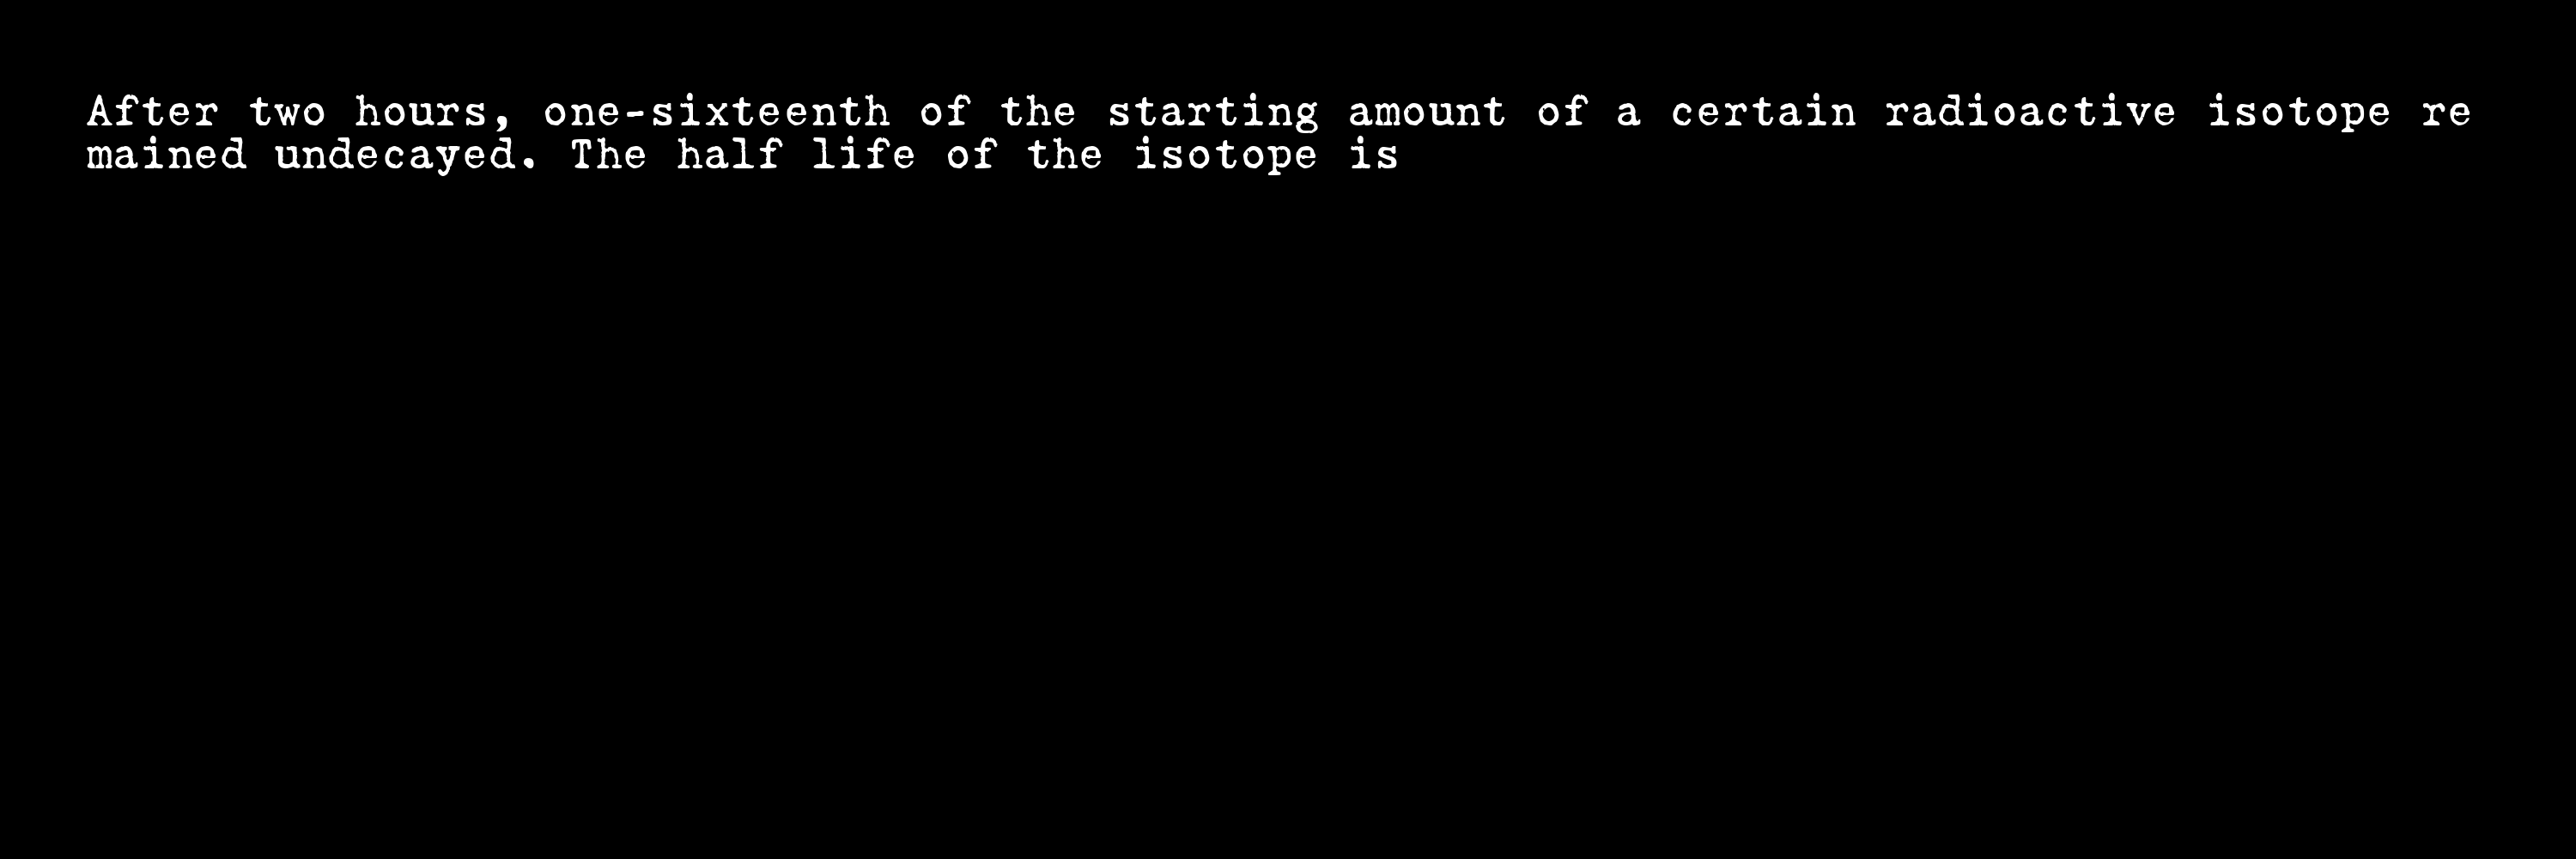 After two hours, one-sixteenth of the starting amount of a certain radioactive isotope re
mained undecayed. The half life of the isotope is